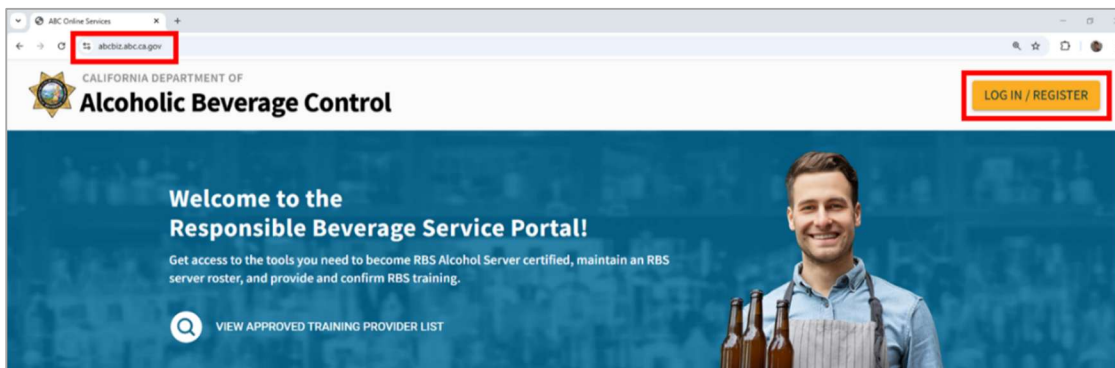 ABC Online Services
abcbiz.abc.ca.gov
CALIFORNIA DEPARTMENT OF
Alcoholic Beverage Control
LOG IN / REGISTER
Welcome to the
Responsible Beverage Service Portal!
Get access to the tools you need to become RBS Alcohol Server certified, maintain an RBS
server roster, and provide and confirm RBS training.
VIEW APPROVED TRAINING PROVIDER LIST